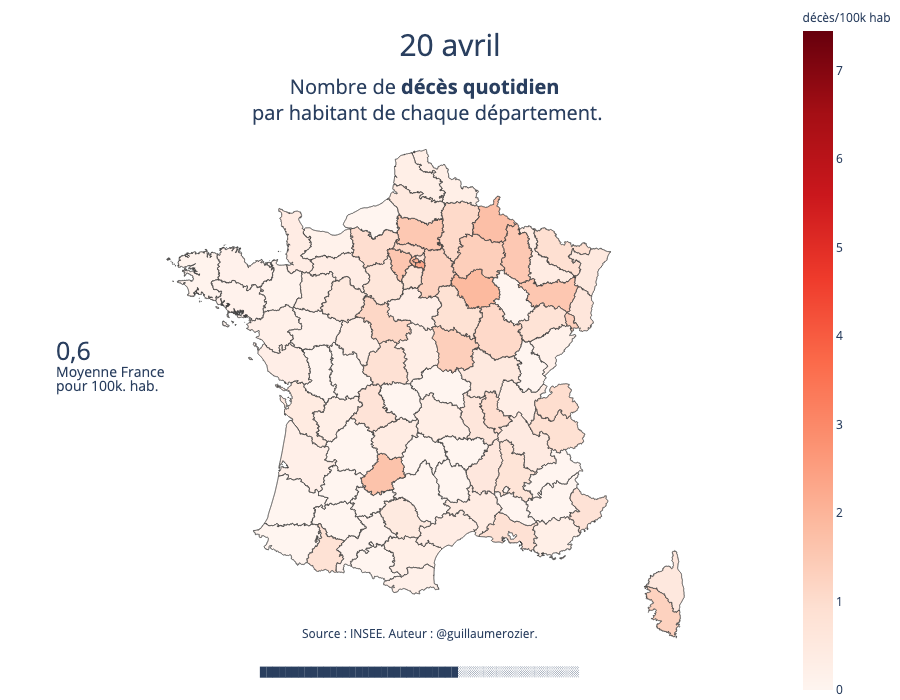 décès/100k hab
20 avril
Nombre de décès quotidien
par habitant de chaque département.
7
6
5
4
3
2
1
0
0,6
Moyenne France
pour 100k. hab.
Source : INSEE. Auteur : @guillaumerozier.